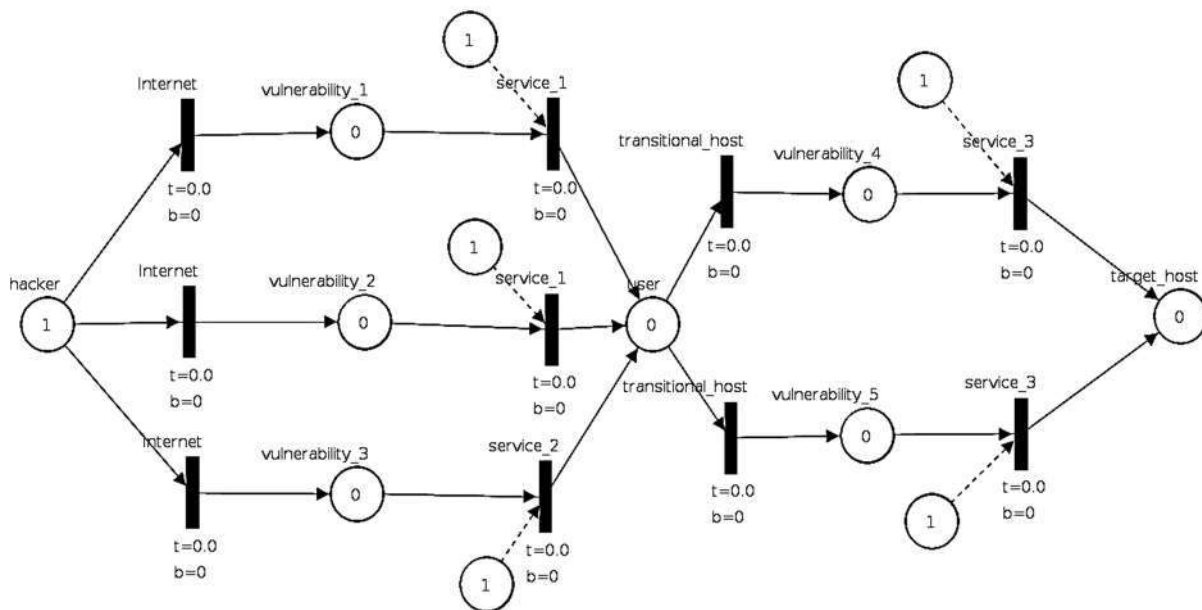 1
Internet
vulnerability_1
0
service_1
t=0.0
b=0
t=0.0
b=0
1
transitional_host
vulnerability_4
0
service_3
t=0.0
b=0
t=0.0
b=0
hacker
1
Internet
vulnerability_2
0
1
service_1
t=0.0
b=0
t=0.0
b=0
user
0
target_host
0
Internet
vulnerability_3
0
service_2
t=0.0
b=0
t=0.0
b=0
1
transitional_host
vulnerability_5
0
service_3
t=0.0
b=0
t=0.0
b=0
1